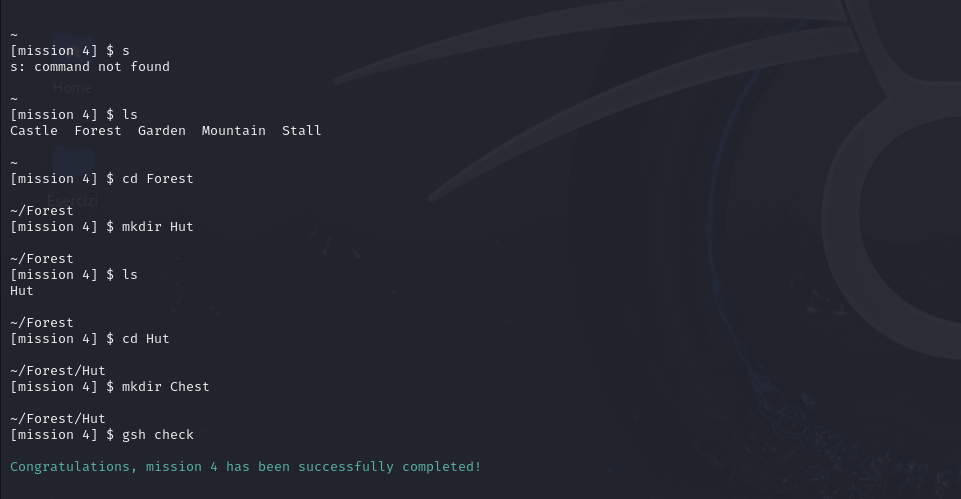 ~
[mission 4] $ s
s: command not found
Home
~
[mission 4] $ ls
Castle  Forest  Garden  Mountain  Stall
~
[mission 4] $ cd Forest
Esercizi
~/Forest
[mission 4] $ mkdir Hut
~/Forest
[mission 4] $ ls
Hut
~/Forest
[mission 4] $ cd Hut
~/Forest/Hut
[mission 4] $ mkdir Chest
~/Forest/Hut
[mission 4] $ gsh check
Congratulations, mission 4 has been successfully completed!